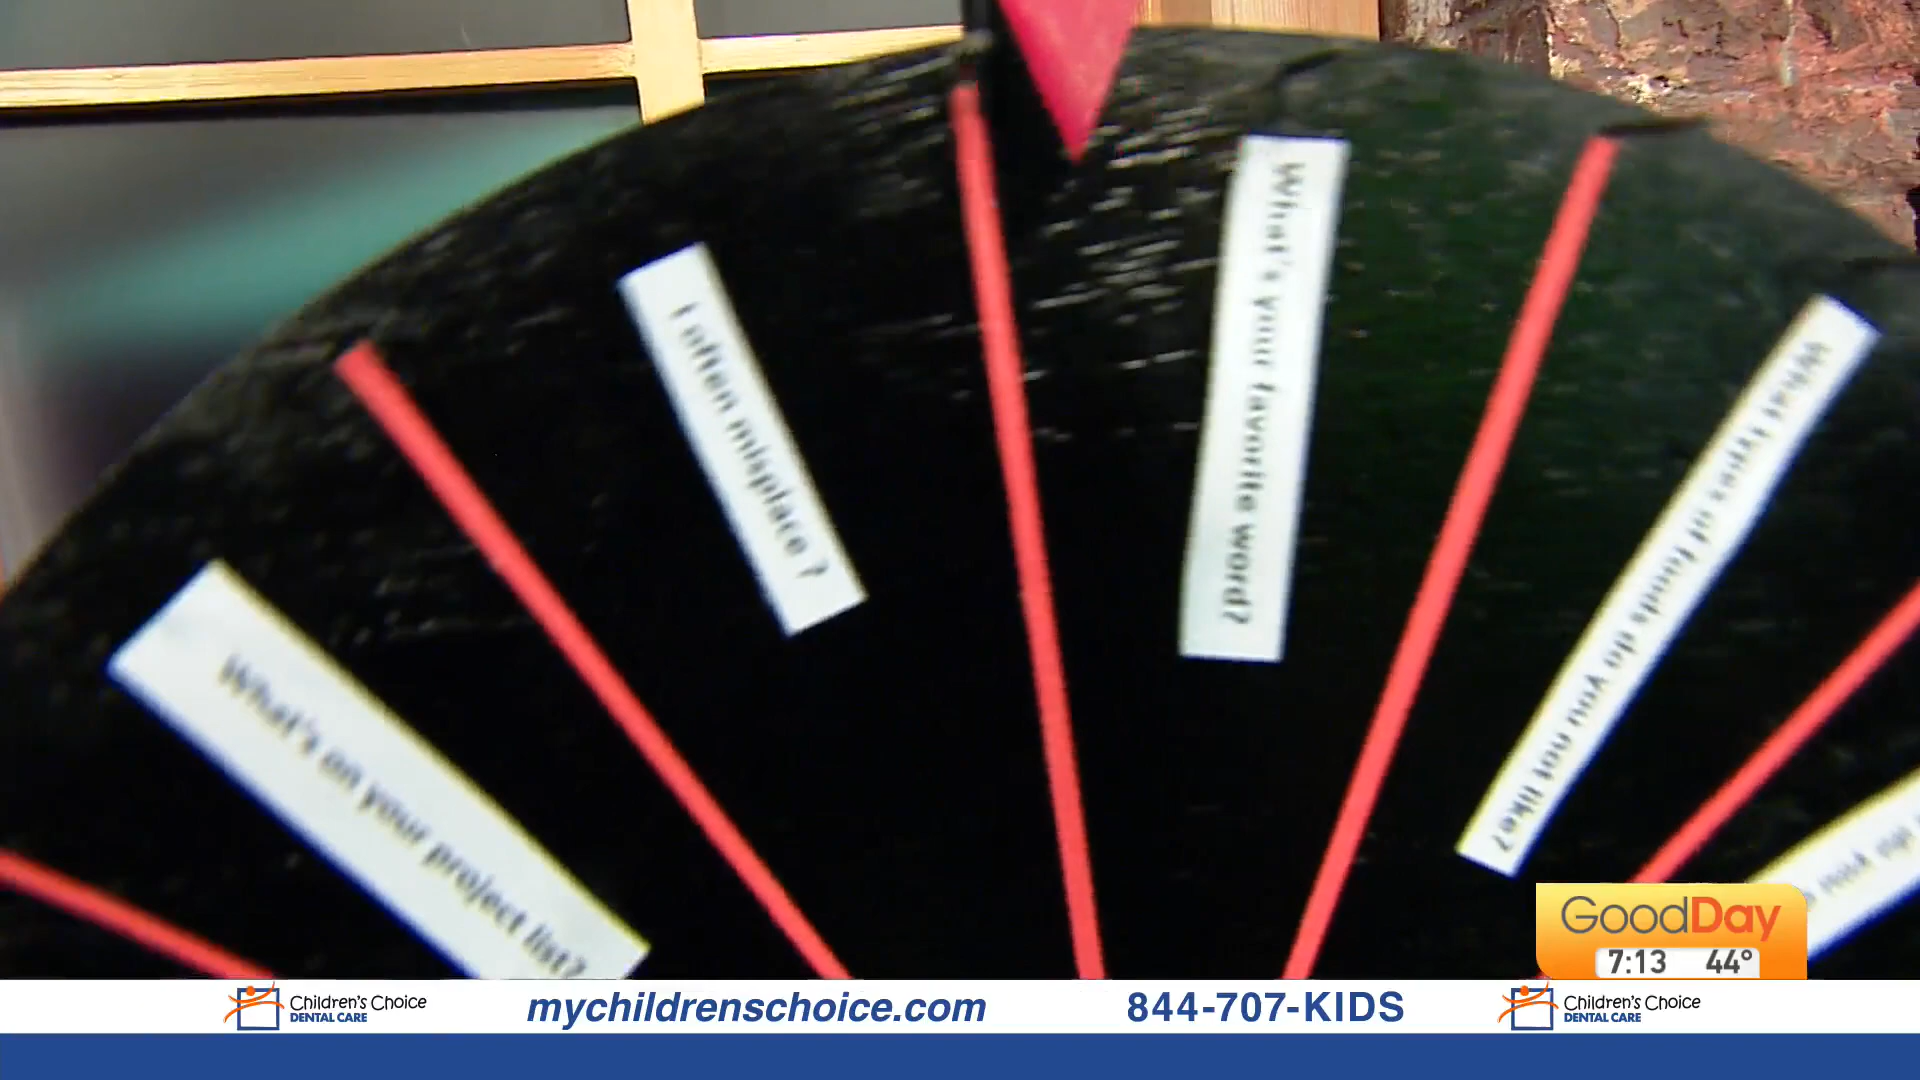 I often misplace ?
What's your favorite word?
What types of foods do you not like?
What's on your project list?
GoodDay
7:13 44°
Children's Choice
DENTAL CARE
mychildrenschoice.com
844-707-KIDS
Children's Choice
DENTAL CARE